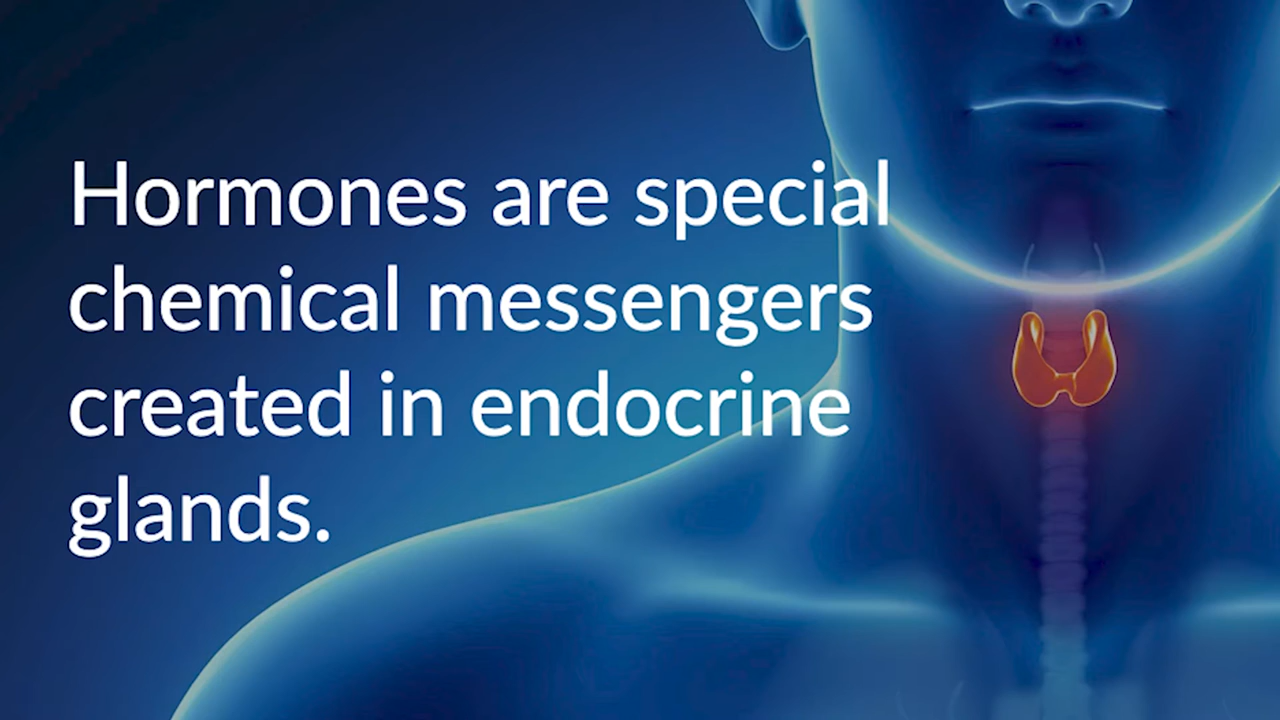 Hormones are special
chemical messengers
created in endocrine
glands.